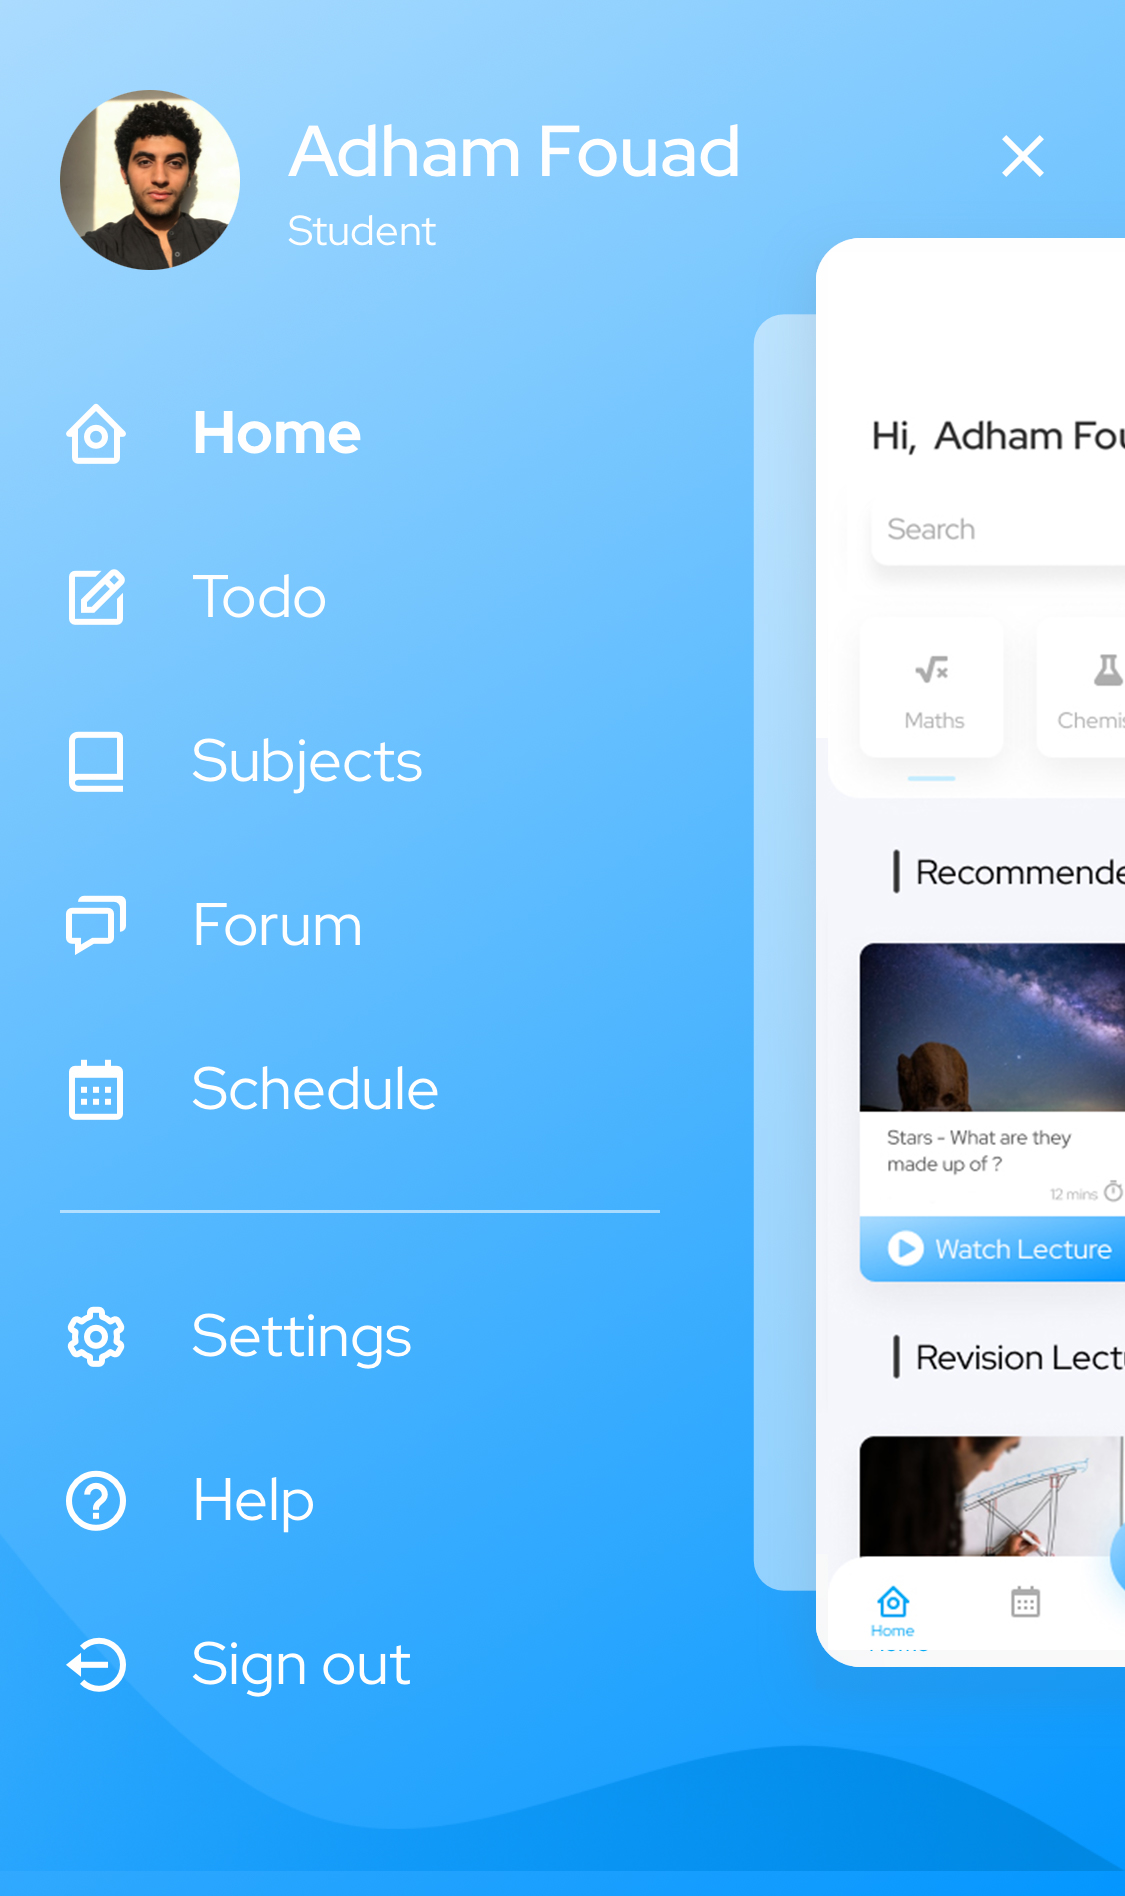 Adham Fouad
Student
Home
Todo
Subjects
Forum
Schedule
Settings
Help
Sign out
Hi, Adham Fou
Search
Maths
Chemis
Recommende
Stars - What are they
made up of ?
12 mins
Watch Lecture
Revision Lect
Home